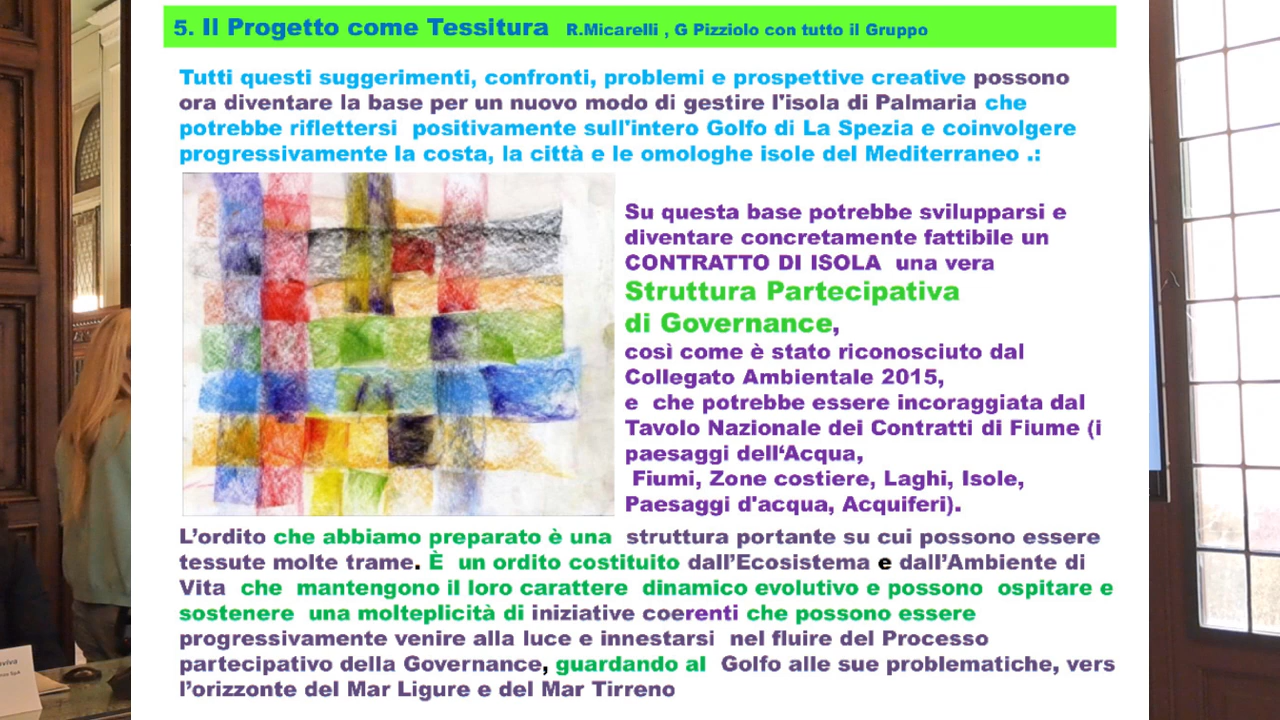 5. Il Progetto come Tessitura R.Micarelli , G Pizziolo con tutto il Gruppo
Tutti questi suggerimenti, confronti, problemi e prospettive creative possono
ora diventare la base per un nuovo modo di gestire l'isola di Palmaria che
potrebbe riflettersi positivamente sull'intero Golfo di La Spezia e coinvolgere
progressivamente la costa, la città e le omologhe isole del Mediterraneo .:
Su questa base potrebbe svilupparsi e
diventare concretamente fattibile un
CONTRATTO DI ISOLA una vera
Struttura Partecipativa
di Governance,
così come è stato riconosciuto dal
Collegato Ambientale 2015,
e che potrebbe essere incoraggiata dal
Tavolo Nazionale dei Contratti di Fiume (i
paesaggi dell‘Acqua,
Fiumi, Zone costiere, Laghi, Isole,
Paesaggi d'acqua, Acquiferi).
L’ordito che abbiamo preparato è una struttura portante su cui possono essere
tessute molte trame. È un ordito costituito dall’Ecosistema e dall’Ambiente di
Vita che mantengono il loro carattere dinamico evolutivo e possono ospitare e
sostenere una molteplicità di iniziative coerenti che possono essere
progressivamente venire alla luce e innestarsi nel fluire del Processo
partecipativo della Governance, guardando al Golfo alle sue problematiche, vers
l’orizzonte del Mar Ligure e del Mar Tirreno